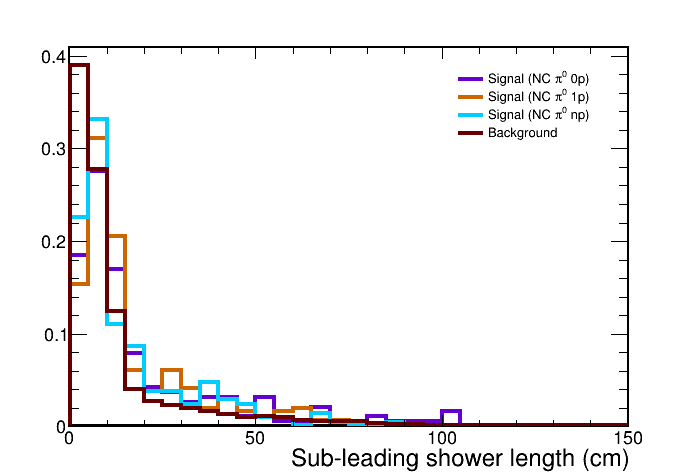 0.4
Signal (NC π⁰ 0p)
Signal (NC π⁰ 1p)
Signal (NC π⁰ np)
Background
0.3
0.2
0.1
0
0 50 100 150
Sub-leading shower length (cm)